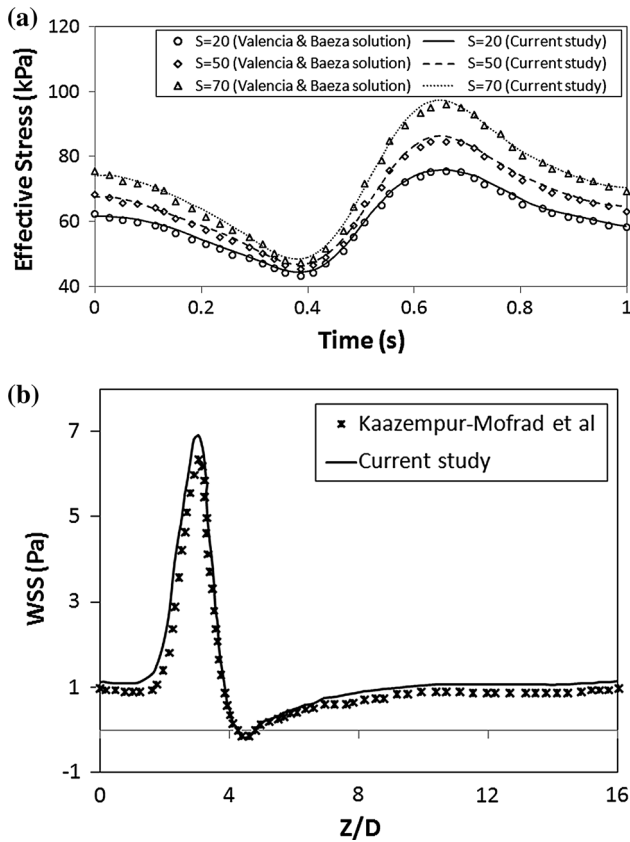 (a)
120
100
80
60
40
Effective Stress (kPa)
S=20 (Valencia & Baeza solution) S=20 (Current study)
S=50 (Valencia & Baeza solution) S=50 (Current study)
S=70 (Valencia & Baeza solution) S=70 (Current study)
0 0.2 0.4 0.6 0.8 1
Time (s)
(b)
7
5
3
1
-1
WSS (Pa)
Kaazempur-Mofrad et al
Current study
0 4 8 12 16
Z/D